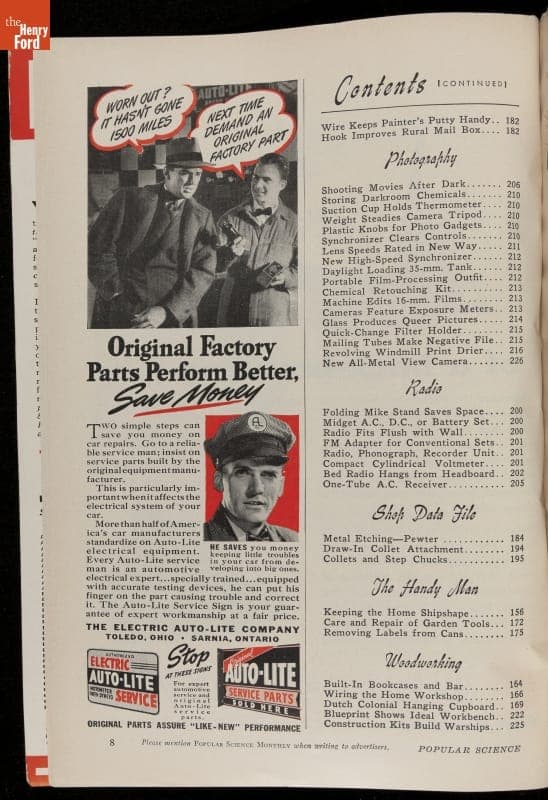 the
Henry
Ford
WORN OUT?
IT HASN'T GONE
1500 MILES
AUTO-LITE
NEXT TIME
DEMAND AN
ORIGINAL
FACTORY PART
Original Factory
Parts Perform Better,
Save Money
TWO simple steps can
save you money on
car repairs. Go to a relia-
ble service man; insist on
service parts built by the
original equipment manu-
facturer.
This is particularly im-
portant when it affects the
electrical system of your
car.
More than half of Amer-
ica's car manufacturers
standardize on Auto-Lite
electrical equipment.
Every Auto-Lite service
man is an automotive
electrical expert...specially trained...equipped
with accurate testing devices, he can put his
finger on the part causing trouble and correct
it. The Auto-Lite Service Sign is your guar-
antee of expert workmanship at a fair price.
AL
HE SAVES you money
keeping little troubles
in your car from de-
veloping into big ones.
THE ELECTRIC AUTO-LITE COMPANY
TOLEDO, OHIO • SARNIA, ONTARIO
AUTHORIZED
ELECTRIC
AUTO-LITE
SERVICE
Stop
AT THESE SIGNS
For expert
automotive
service and
original
Auto-Lite
service
parts.
AUTO-LITE
SERVICE PARTS
SOLD HERE
ORIGINAL PARTS ASSURE "LIKE-NEW" PERFORMANCE
Contents [CONTINUED]
Wire Keeps Painter's Putty Handy.. 182
Hook Improves Rural Mail Box.... 182
Photography
Shooting Movies After Dark....... 206
Storing Darkroom Chemicals....... 210
Suction Cup Holds Thermometer.. 210
Weight Steadies Camera Tripod.... 210
Plastic Knobs for Photo Gadgets.... 210
Synchronizer Clears Controls....... 210
Lens Speeds Rated in New Way..... 211
New High-Speed Synchronizer...... 212
Daylight Loading 35-mm. Tank..... 212
Portable Film-Processing Outfit.... 212
Chemical Retouching Kit.......... 213
Machine Edits 16-mm. Films....... 213
Cameras Feature Exposure Meters.. 213
Glass Produces Queer Pictures..... 214
Quick-Change Filter Holder........ 215
Mailing Tubes Make Negative File.. 215
Revolving Windmill Print Drier.... 216
New All-Metal View Camera....... 226
Radio
Folding Mike Stand Saves Space.... 200
Midget A.C., D.C., or Battery Set... 200
Radio Fits Flush with Wall........ 200
FM Adapter for Conventional Sets.. 201
Radio, Phonograph, Recorder Unit.. 201
Compact Cylindrical Voltmeter.... 201
Bed Radio Hangs from Headboard.. 202
One-Tube A.C. Receiver........... 205
Shop Data File
Metal Etching—Pewter ............ 184
Draw-In Collet Attachment........ 194
Collets and Step Chucks........... 195
The Handy Man
Keeping the Home Shipshape....... 156
Care and Repair of Garden Tools... 172
Removing Labels from Cans........ 175
Woodworking
Built-In Bookcases and Bar........ 164
Wiring the Home Workshop........ 166
Dutch Colonial Hanging Cupboard.. 169
Blueprint Shows Ideal Workbench.. 222
Construction Kits Build Warships... 225
8
Please mention POPULAR SCIENCE MONTHLY when writing to advertisers.
POPULAR SCIENCE